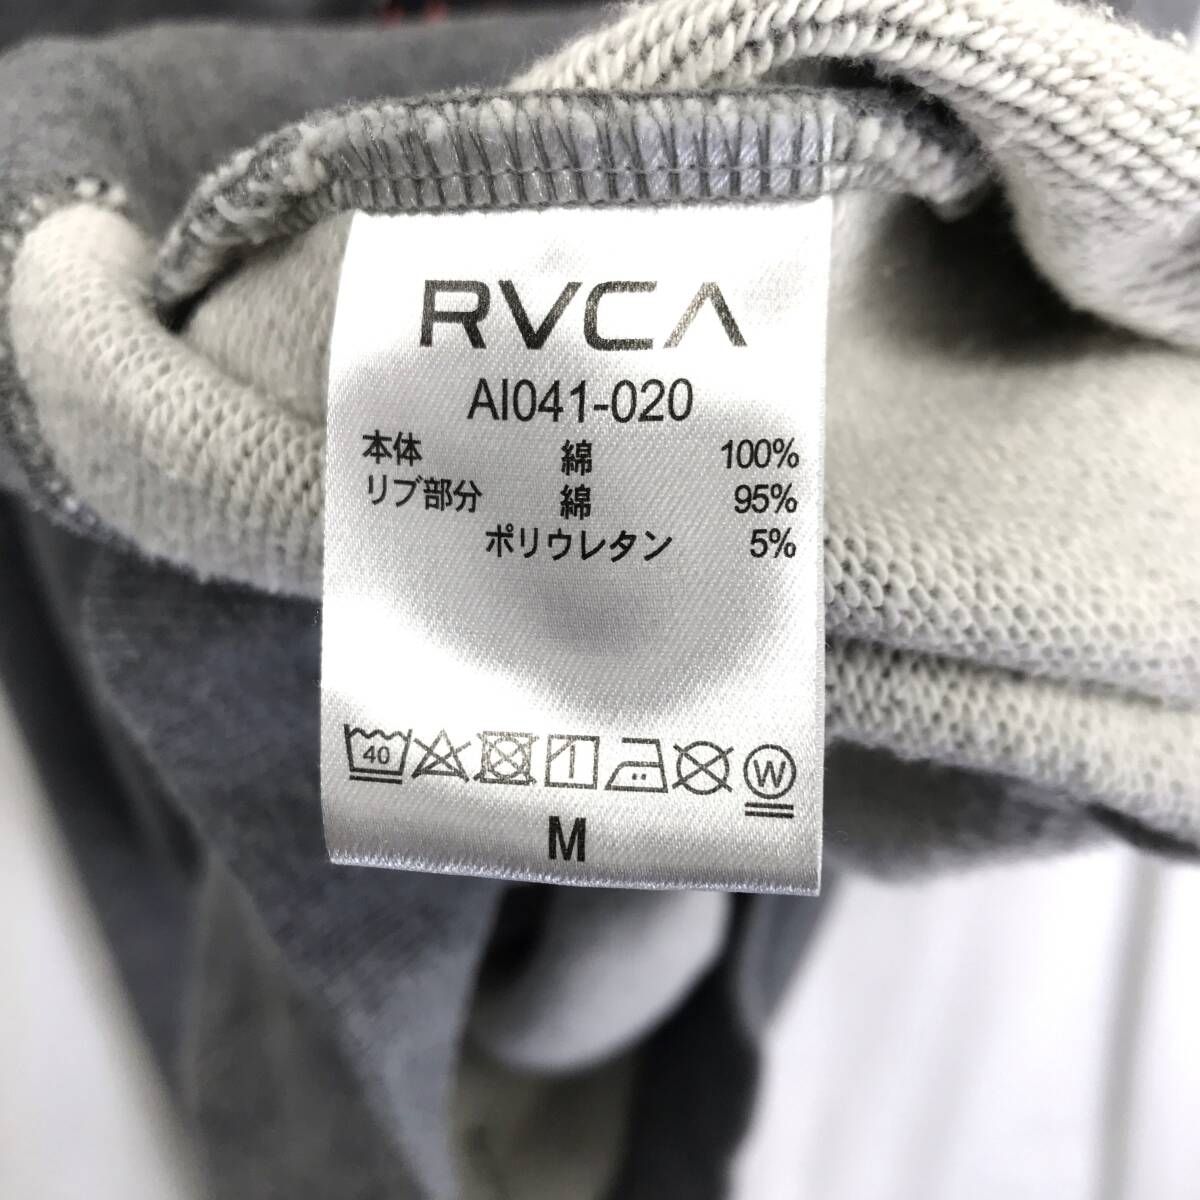 RVCA
AI041-020
本体 綿 100%
リブ部分 綿 95%
ポリウレタン 5%
40 W
M